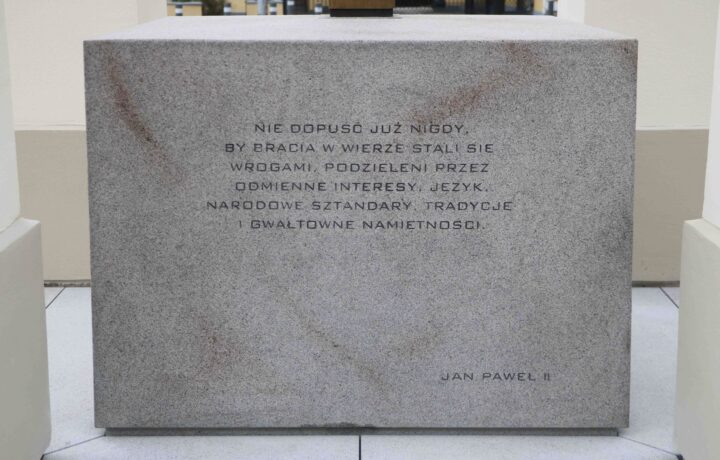 NIE DOPUŚĆ JUŻ NIGDY,
BY BRACIA W WIERZE STALI SIĘ
WROGAMI, PODZIELENI PRZEZ
ODMIENNE INTERESY, JĘZYK,
NARODOWE SZTANDARY, TRADYCJE
I GWAŁTOWNE NAMIĘTNOŚCI.
JAN PAWEŁ II